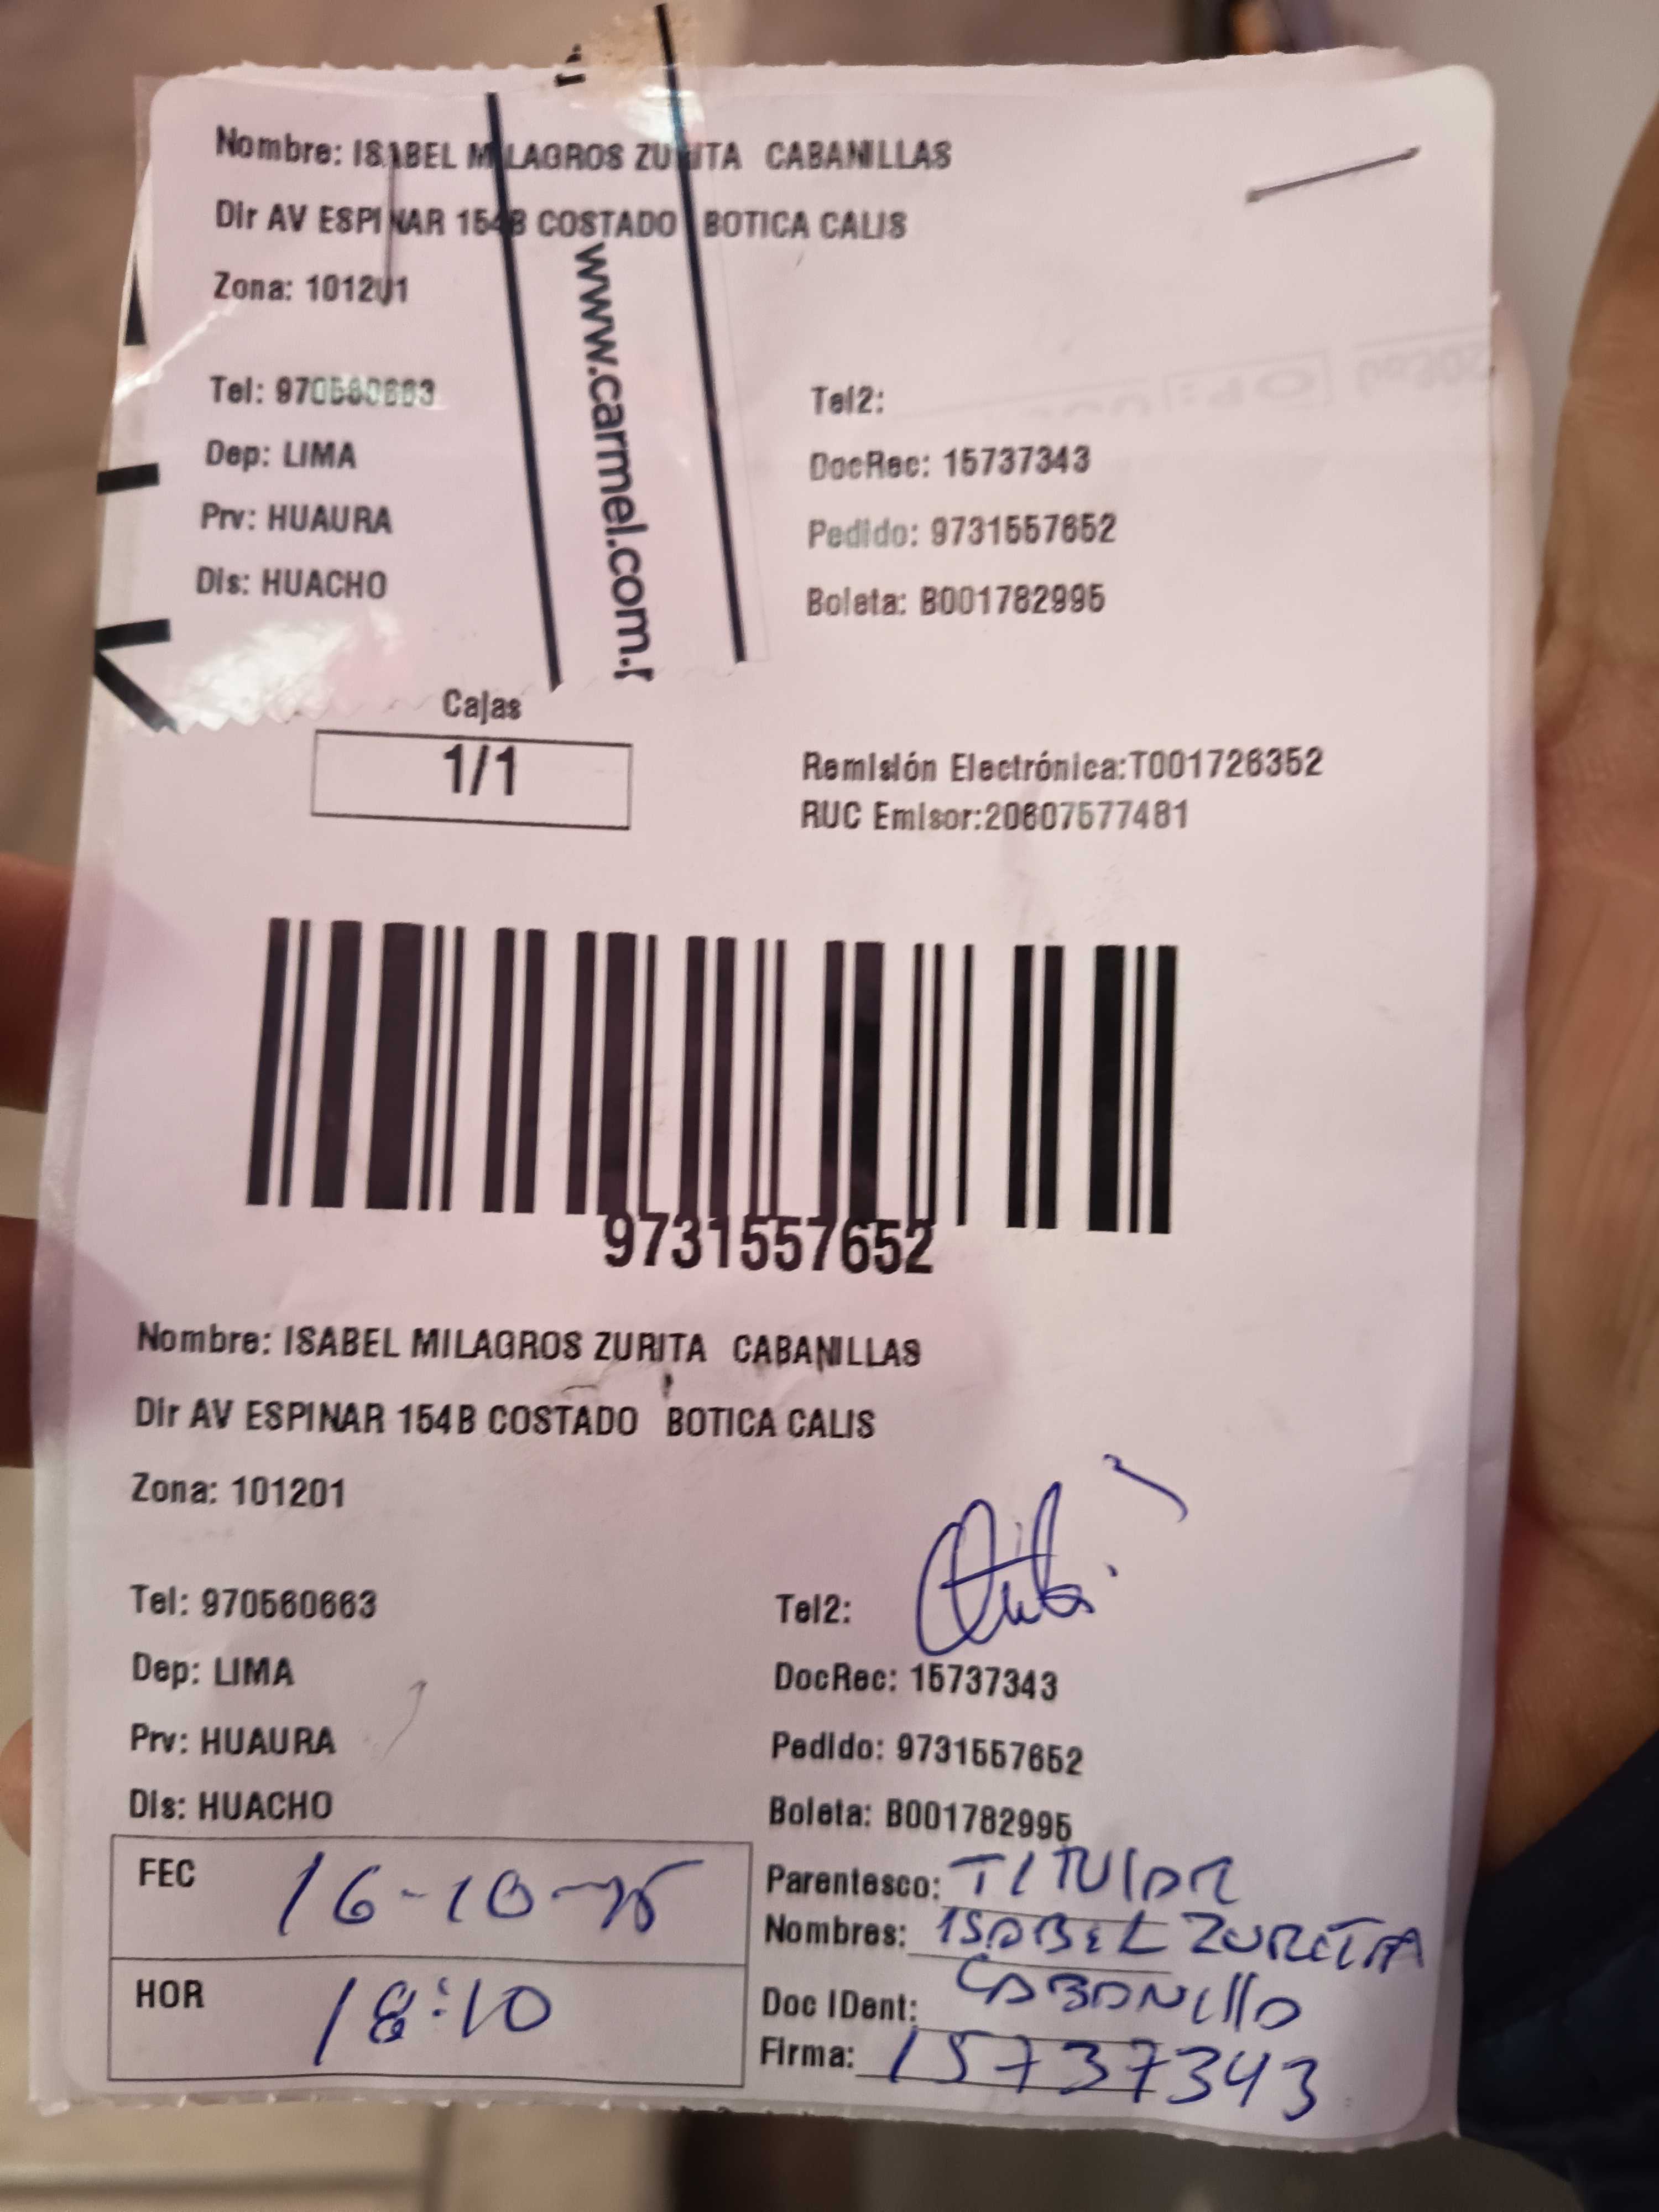 Nombre: ISABEL MILAGROS ZURITA CABANILLAS
Dir AV ESPINAR 154B COSTADO BOTICA CALIS
Zona: 101201
Tel: 970560663
Tel2:
Dep: LIMA
DocRec: 15737343
Prv: HUAURA
Pedido: 9731557652
Dis: HUACHO
Boleta: B001782995
www.carmel.com.
Cajas
1/1
Remisión Electrónica:T001726352
RUC Emisor:20607577481
9731557652
Nombre: ISABEL MILAGROS ZURITA CABANILLAS
Dir AV ESPINAR 154B COSTADO BOTICA CALIS
Zona: 101201
Tel: 970560663
Tel2:
Dep: LIMA
DocRec: 15737343
Prv: HUAURA
Pedido: 9731557652
Dis: HUACHO
Boleta: B001782995
FEC 16-10-25
HOR 18:10
Parentesco: TITULAR
Nombres: ISABEL ZURITA
CABANILLA
Doc IDent:
Firma: 15737343